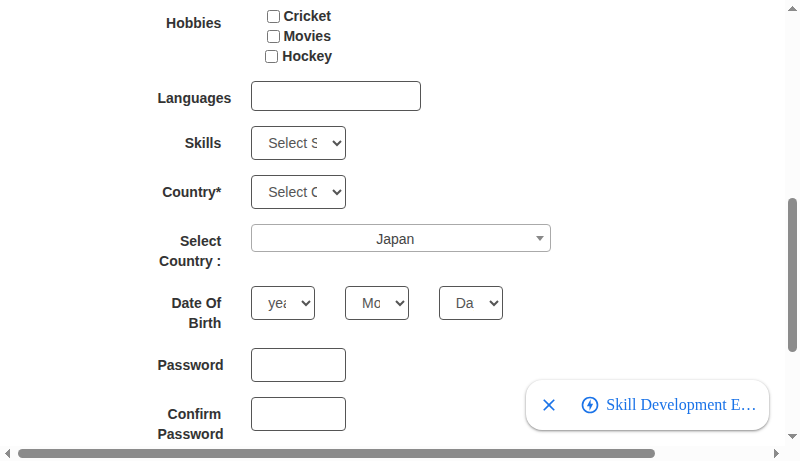 Hobbies
Cricket
Movies
Hockey
Languages
Skills
Select S
Country*
Select C
Select
Country :
Japan
Date Of
Birth
yea
Mo
Da
Password
Confirm
Password
Skill Development E…